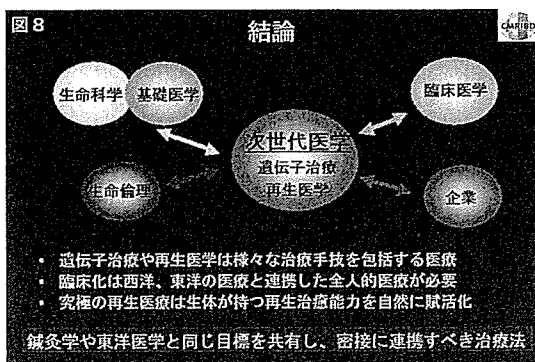 図8
結論
CMRIBD
生命科学
基礎医学
臨床医学
次世代医学
遺伝子治療
再生医学
生命倫理
企業
• 遺伝子治療や再生医学は様々な治療手技を包括する医療
• 臨床化は西洋、東洋の医療と連携した全人的医療が必要
• 究極の再生医療は生体が持つ再生治癒能力を自然に賦活化
鍼灸学や東洋医学と同じ目標を共有し、密接に連携すべき治療法